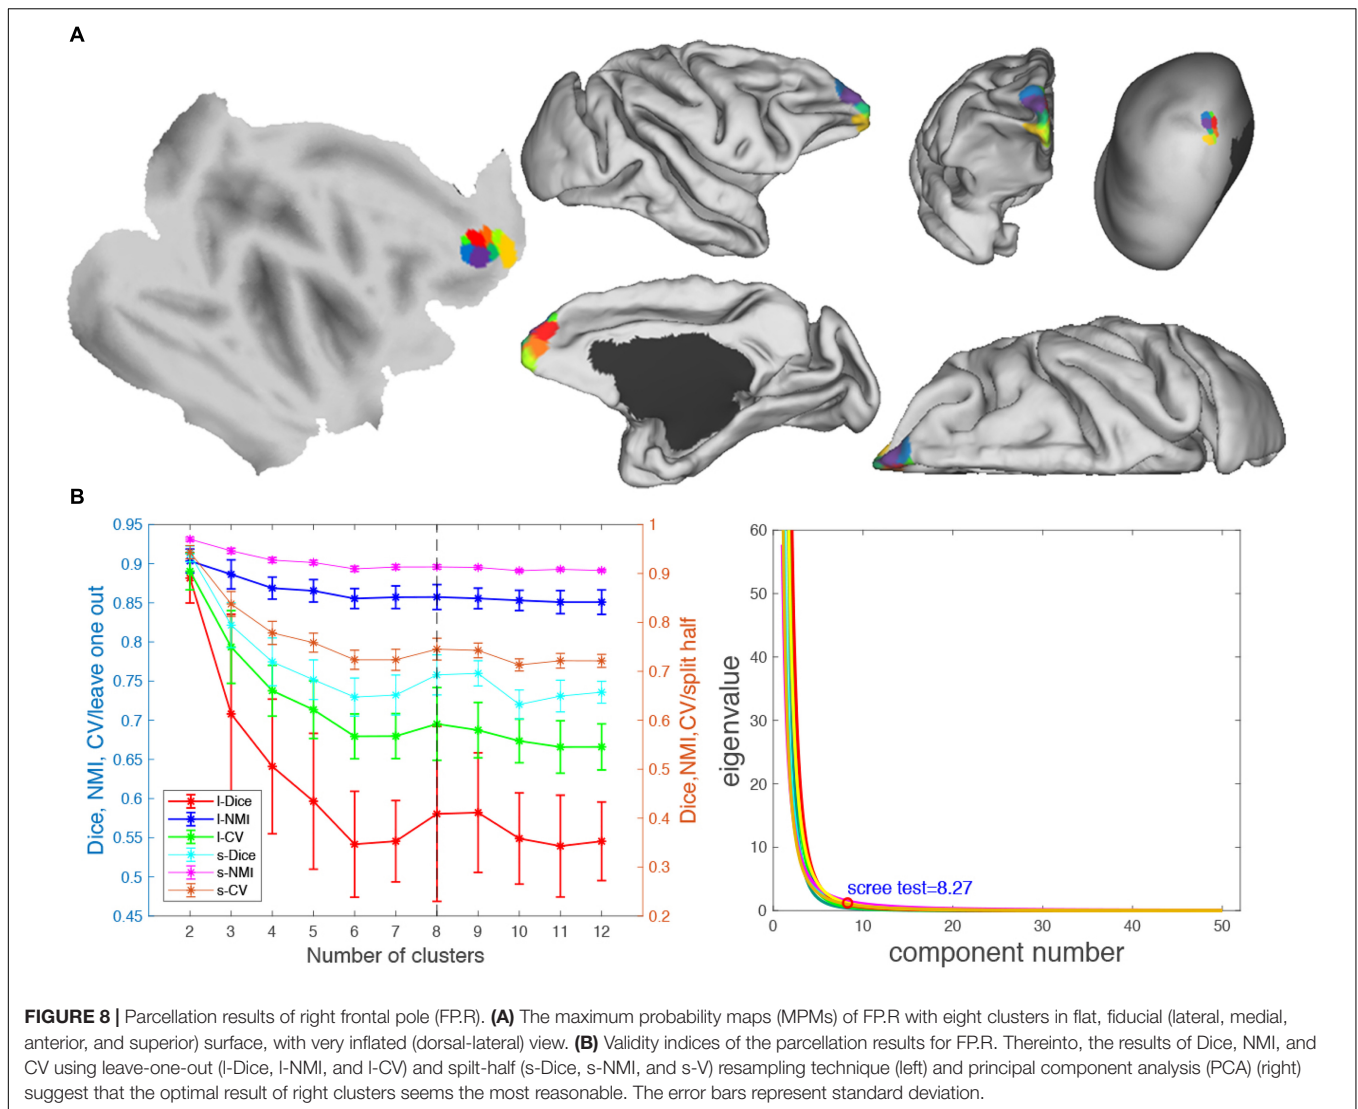 A
B
Dice, NMI, CV/leave one out
0.95
0.9
0.85
0.8
0.75
0.7
0.65
0.6
0.55
0.5
0.45
l-Dice
l-NMI
l-CV
s-Dice
s-NMI
s-CV
2 3 4 5 6 7 8 9 10 11 12
Number of clusters
1
0.9
0.8
0.7
0.6
0.5
0.4
0.3
0.2
Dice,NMI,CV/split half
eigenvalue
60
50
40
30
20
10
0
scree test=8.27
0 10 20 30 40 50
component number
FIGURE 8 | Parcellation results of right frontal pole (FP.R). (A) The maximum probability maps (MPMs) of FP.R with eight clusters in flat, fiducial (lateral, medial,
anterior, and superior) surface, with very inflated (dorsal-lateral) view. (B) Validity indices of the parcellation results for FP.R. Thereinto, the results of Dice, NMI, and
CV using leave-one-out (l-Dice, l-NMI, and l-CV) and spilt-half (s-Dice, s-NMI, and s-V) resampling technique (left) and principal component analysis (PCA) (right)
suggest that the optimal result of right clusters seems the most reasonable. The error bars represent standard deviation.